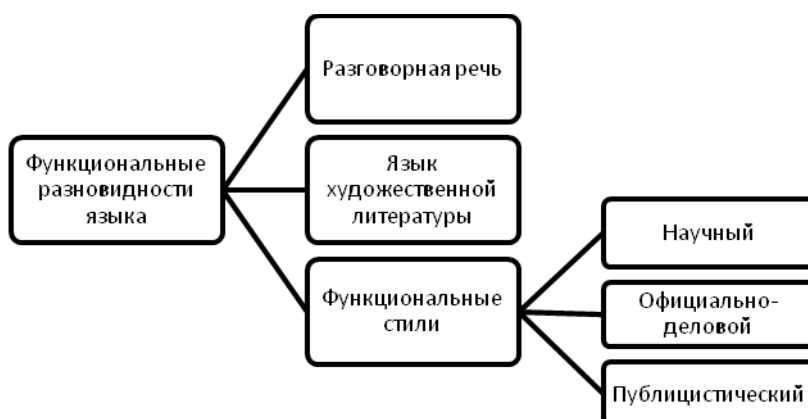 Разговорная речь
Функциональные
разновидности
языка
Язык
художественной
литературы
Функциональные
стили
Научный
Официально-
деловой
Публицистический